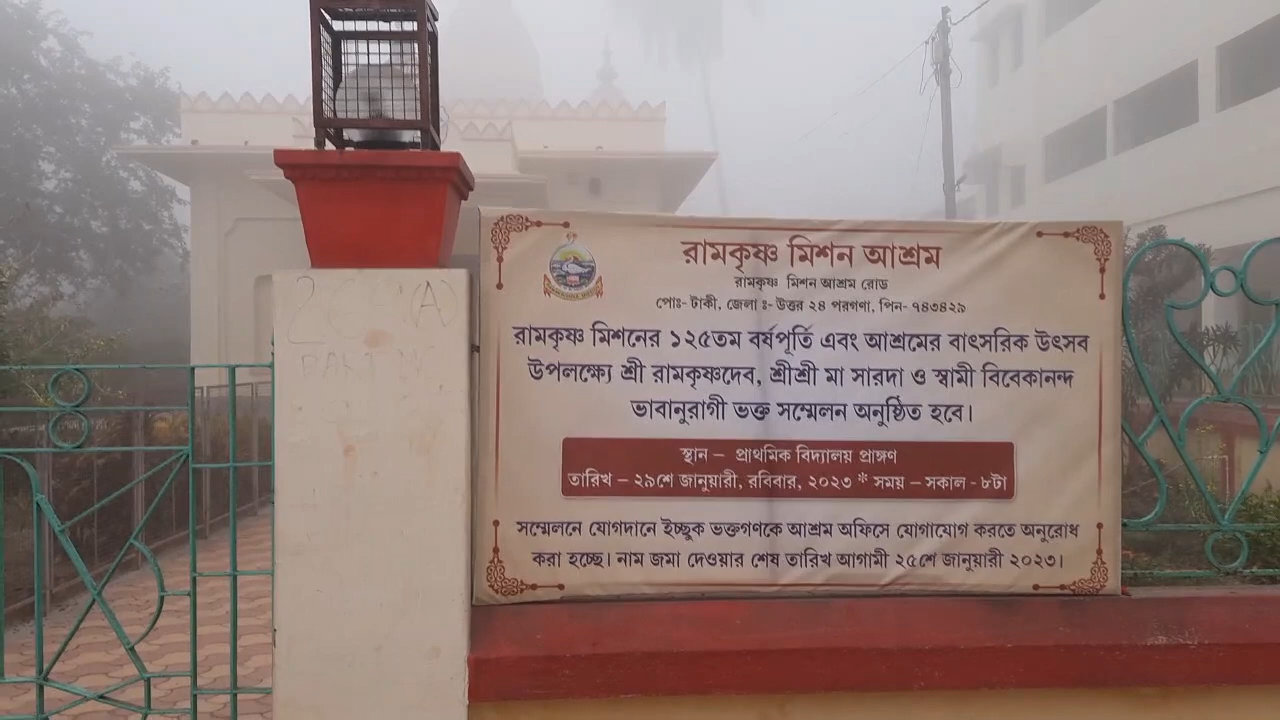 রামকৃষ্ণ মিশন আশ্রম
রামকৃষ্ণ মিশন আশ্রম রোড
পোঃ- টাকী, জেলা ঃ- উত্তর ২৪ পরগণা, পিন- ৭৪৩৪২৯
রামকৃষ্ণ মিশনের ১২৫তম বর্ষপূর্তি এবং আশ্রমের বাৎসরিক উৎসব
উপলক্ষ্যে শ্রী রামকৃষ্ণদেব, শ্রীশ্রী মা সারদা ও স্বামী বিবেকানন্দ
ভাবানুরাগী ভক্ত সম্মেলন অনুষ্ঠিত হবে।
স্থান – প্রাথমিক বিদ্যালয় প্রাঙ্গণ
তারিখ – ২৯শে জানুয়ারী, রবিবার, ২০২৩ * সময় – সকাল - ৮টা
সম্মেলনে যোগদানে ইচ্ছুক ভক্তগণকে আশ্রম অফিসে যোগাযোগ করতে অনুরোধ
করা হচ্ছে। নাম জমা দেওয়ার শেষ তারিখ আগামী ২৫শে জানুয়ারী ২০২৩।